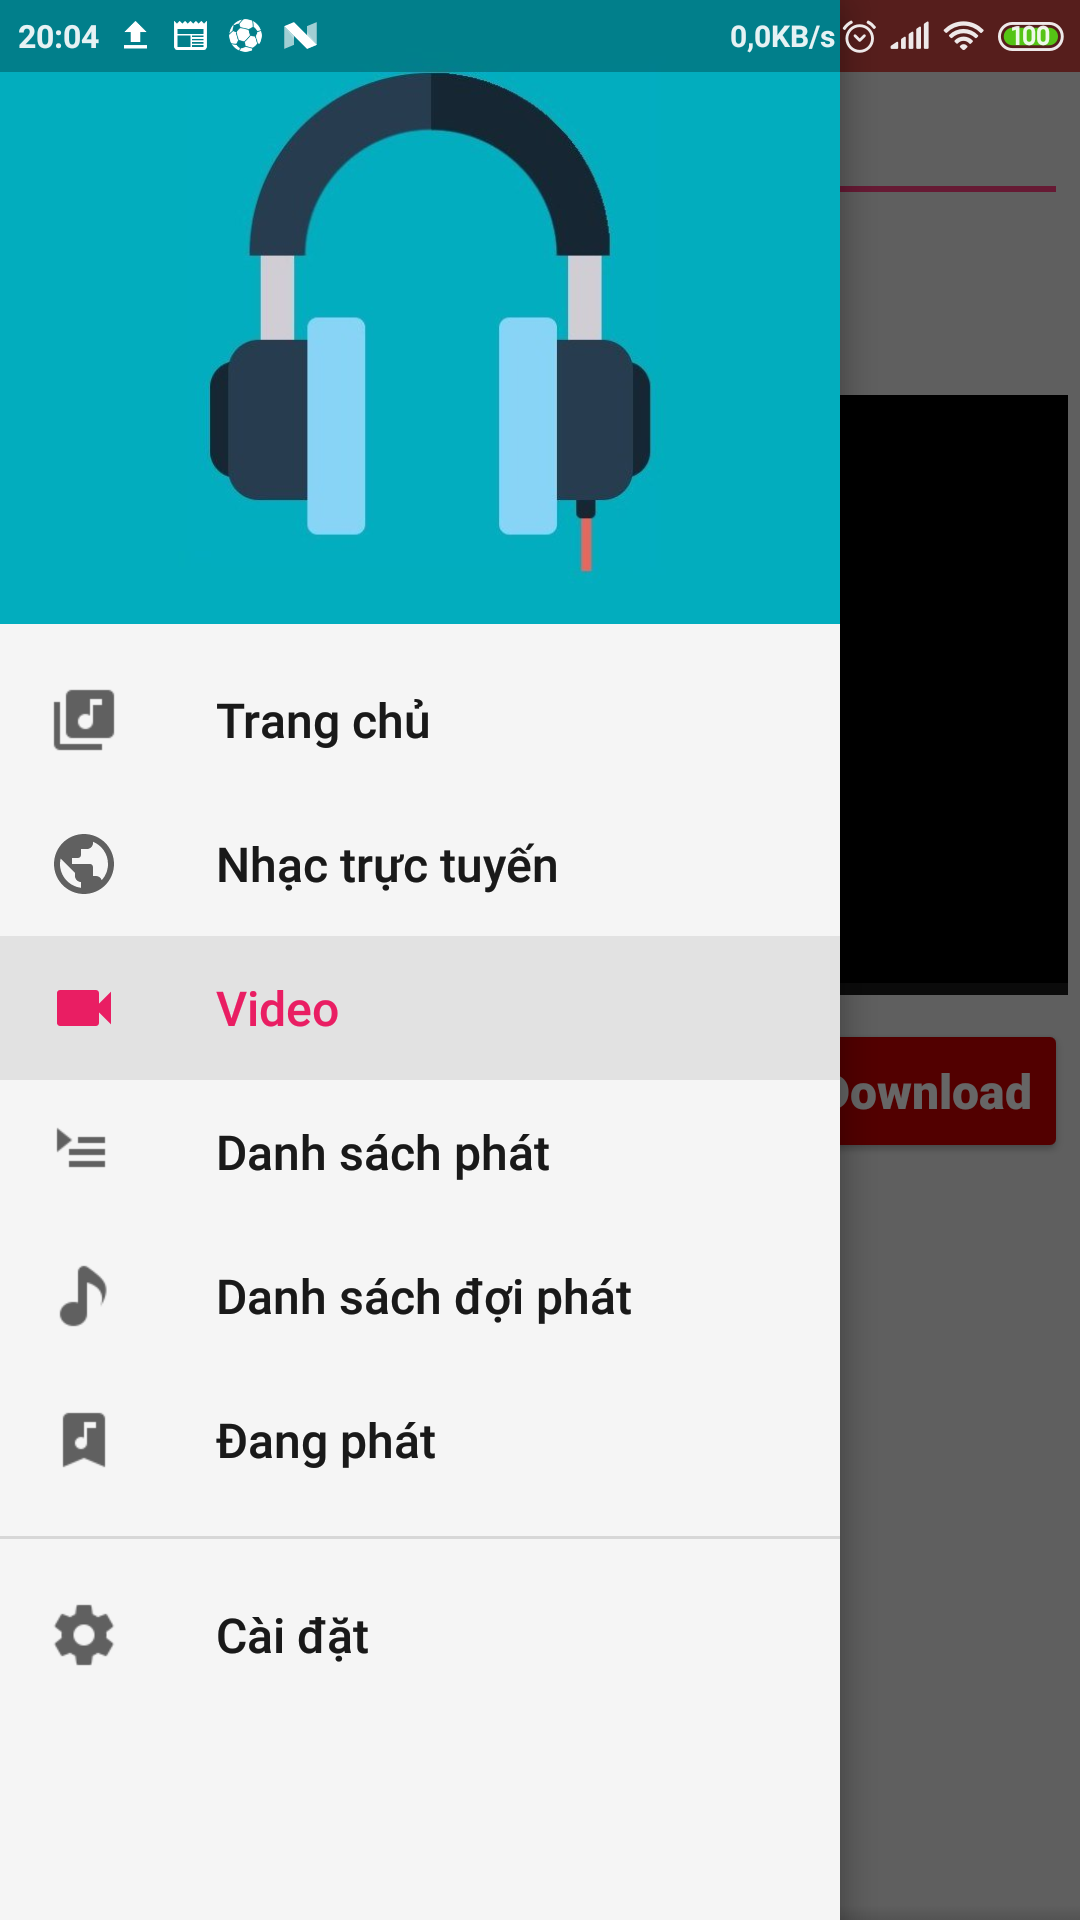 20:04 0,0KB/s 100
Trang chủ
Nhạc trực tuyến
Video
Download
Danh sách phát
Danh sách đợi phát
Đang phát
Cài đặt